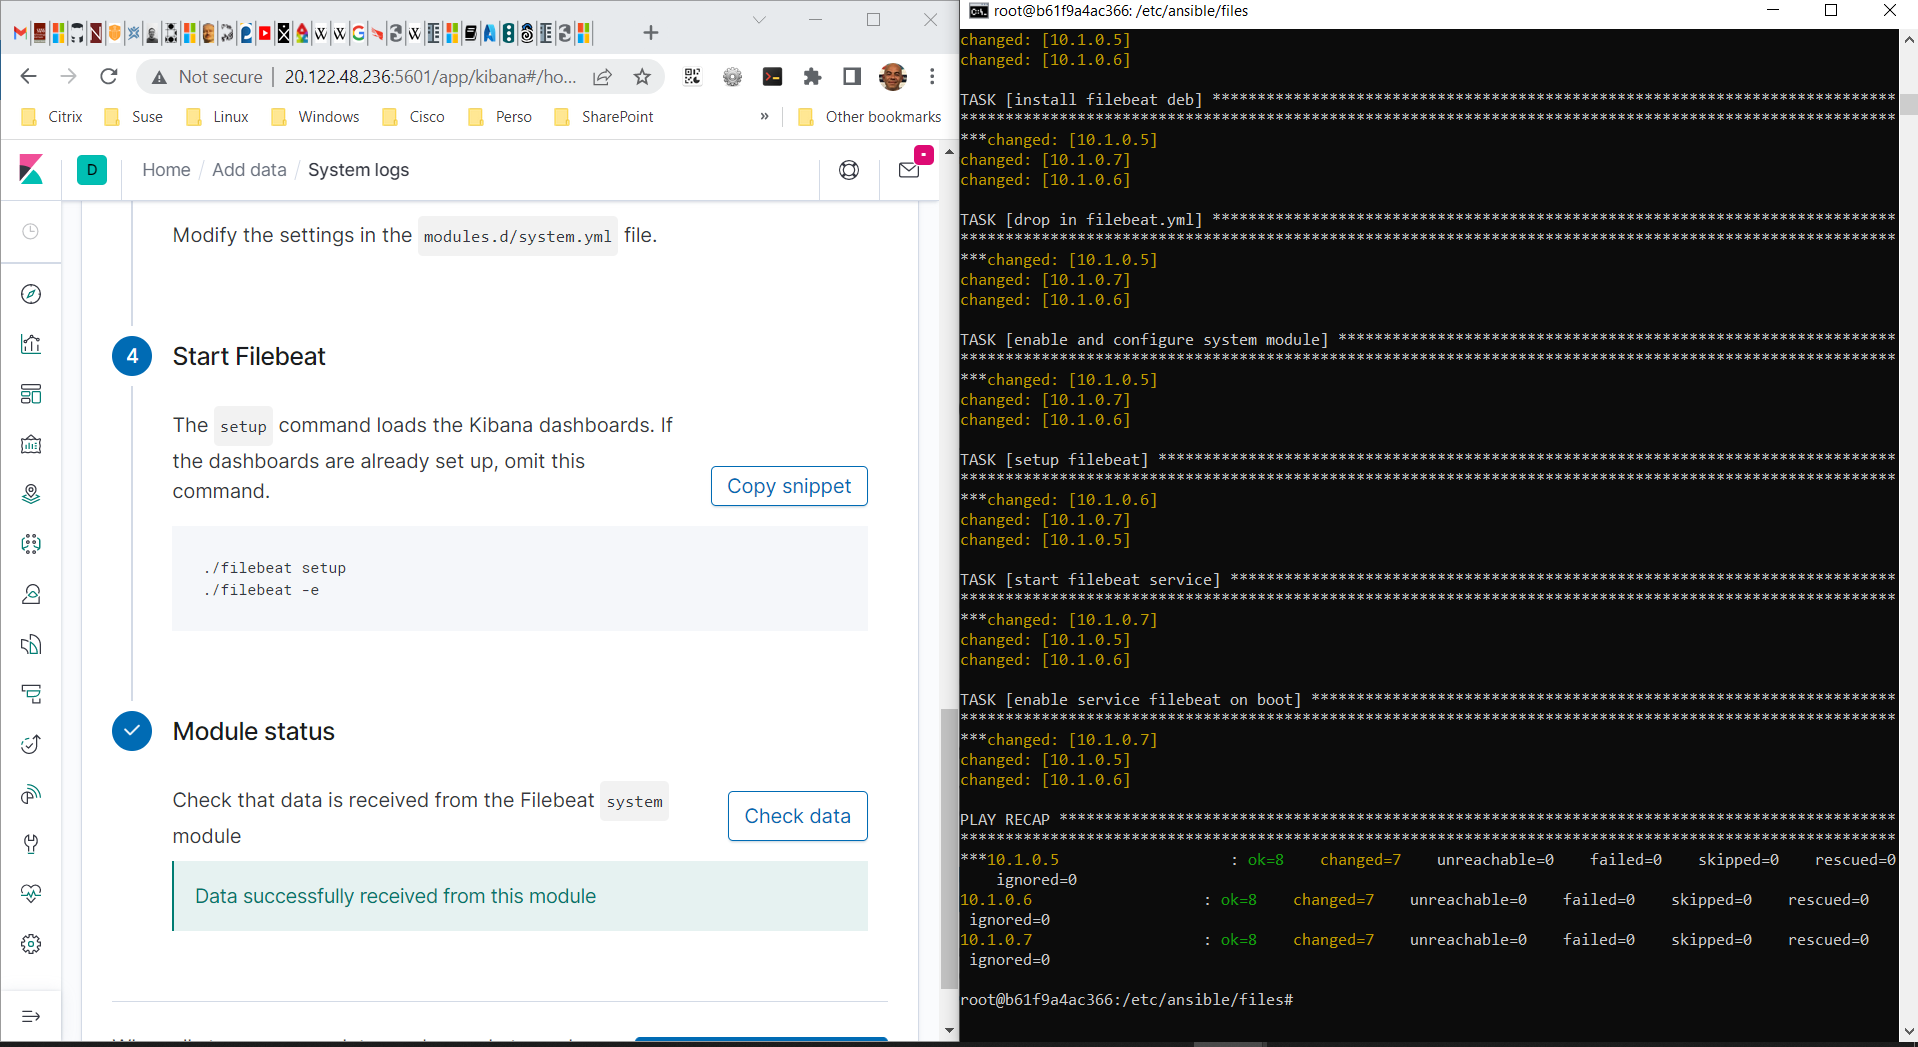 Not secure | 20.122.48.236:5601/app/kibana#/ho...
Citrix Suse Linux Windows Cisco Perso SharePoint » Other bookmarks
D Home / Add data / System logs
Modify the settings in the modules.d/system.yml file.
4 Start Filebeat
The setup command loads the Kibana dashboards. If
the dashboards are already set up, omit this
command.
Copy snippet
./filebeat setup
./filebeat -e
Module status
Check that data is received from the Filebeat system
module
Check data
Data successfully received from this module
root@b61f9a4ac366: /etc/ansible/files
changed: [10.1.0.5]
changed: [10.1.0.6]
TASK [install filebeat deb] ****************************************************************************
********************************************************************************************************
***changed: [10.1.0.5]
changed: [10.1.0.7]
changed: [10.1.0.6]
TASK [drop in filebeat.yml] ****************************************************************************
********************************************************************************************************
***changed: [10.1.0.5]
changed: [10.1.0.7]
changed: [10.1.0.6]
TASK [enable and configure system module] **************************************************************
********************************************************************************************************
***changed: [10.1.0.5]
changed: [10.1.0.7]
changed: [10.1.0.6]
TASK [setup filebeat] **********************************************************************************
********************************************************************************************************
***changed: [10.1.0.6]
changed: [10.1.0.7]
changed: [10.1.0.5]
TASK [start filebeat service] **************************************************************************
********************************************************************************************************
***changed: [10.1.0.7]
changed: [10.1.0.5]
changed: [10.1.0.6]
TASK [enable service filebeat on boot] *****************************************************************
********************************************************************************************************
***changed: [10.1.0.7]
changed: [10.1.0.5]
changed: [10.1.0.6]
PLAY RECAP *********************************************************************************************
********************************************************************************************************
***10.1.0.5 : ok=8 changed=7 unreachable=0 failed=0 skipped=0 rescued=0
ignored=0
10.1.0.6 : ok=8 changed=7 unreachable=0 failed=0 skipped=0 rescued=0
ignored=0
10.1.0.7 : ok=8 changed=7 unreachable=0 failed=0 skipped=0 rescued=0
ignored=0
root@b61f9a4ac366:/etc/ansible/files#